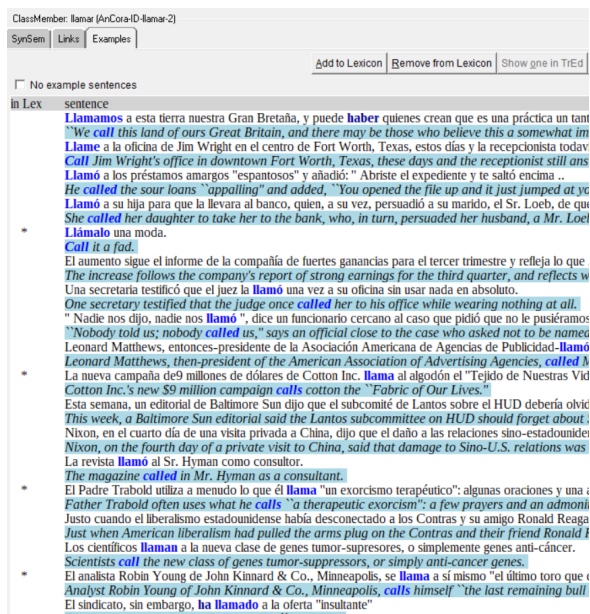 ClassMember: llamar (AnCora-ID-llamar-2)
SynSem Links Examples
Add to Lexicon Remove from Lexicon Show one in TrEd
No example sentences
in Lex sentence
Llamamos a esta tierra nuestra Gran Bretaña, y puede haber quienes crean que es una práctica un tant
``We call this land of ours Great Britain, and there may be those who believe this a somewhat im
Llame a la oficina de Jim Wright en el centro de Fort Worth, Texas, estos días y la recepcionista todav
Call Jim Wright's office in downtown Fort Worth, Texas, these days and the receptionist still ans
Llamó a los préstamos amargos "espantosos" y añadió: " Abriste el expediente y te saltó encima ..
He called the sour loans ``appalling'' and added, ``You opened the file and it just jumped at yo
Llamó a su hija para que la llevara al banco, quien, a su vez, persuadió a su marido, el Sr. Loeb, de que
She called her daughter to take her to the bank, who, in turn, persuaded her husband, a Mr. Loeb
* Llámalo una moda.
Call it a fad.
El aumento sigue el informe de la compañía de fuertes ganancias para el tercer trimestre y refleja lo que
The increase follows the company's report of strong earnings for the third quarter, and reflects w
Una secretaria testificó que el juez la llamó una vez a su oficina sin usar nada en absoluto.
One secretary testified that the judge once called her to his office while wearing nothing at all.
" Nadie nos dijo, nadie nos llamó ", dice un funcionario cercano al caso que pidió que no le pusiéramos
``Nobody told us; nobody called us,'' says an official close to the case who asked not to be named
Leonard Matthews, entonces-presidente de la Asociación Americana de Agencias de Publicidad-llamó
Leonard Matthews, then-president of the American Association of Advertising Agencies, called M
* La nueva campaña de9 millones de dólares de Cotton Inc. llama al algodón el "Tejido de Nuestras Vid
Cotton Inc.'s new $9 million campaign calls cotton the ``Fabric of Our Lives.''
Esta semana, un editorial de Baltimore Sun dijo que el subcomité de Lantos sobre el HUD debería olvid
This week, a Baltimore Sun editorial said the Lantos subcommittee on HUD should forget about
Nixon, en el cuarto día de una visita privada a China, dijo que el daño a las relaciones sino-estadounider
Nixon, on the fourth day of a private visit to China, said that damage to Sino-U.S. relations was
La revista llamó al Sr. Hyman como consultor.
The magazine called in Mr. Hyman as a consultant.
* El Padre Trabold utiliza a menudo lo que él llama "un exorcismo terapéutico": algunas oraciones y una
Father Trabold often uses what he calls ``a therapeutic exorcism'': a few prayers and an admoni
Justo cuando el liberalismo estadounidense había desconectado a los Contras y su amigo Ronald Reaga
Just when American liberalism had pulled the arms plug on the Contras and their friend Ronald
Los científicos llaman a la nueva clase de genes tumor-supresores, o simplemente genes anti-cáncer.
Scientists call the new class of genes tumor-suppressors, or simply anti-cancer genes.
* El analista Robin Young de John Kinnard & Co., Minneapolis, se llama a sí mismo "el último toro que
Analyst Robin Young of John Kinnard & Co., Minneapolis, calls himself ``the last remaining bull
El sindicato, sin embargo, ha llamado a la oferta "insultante"